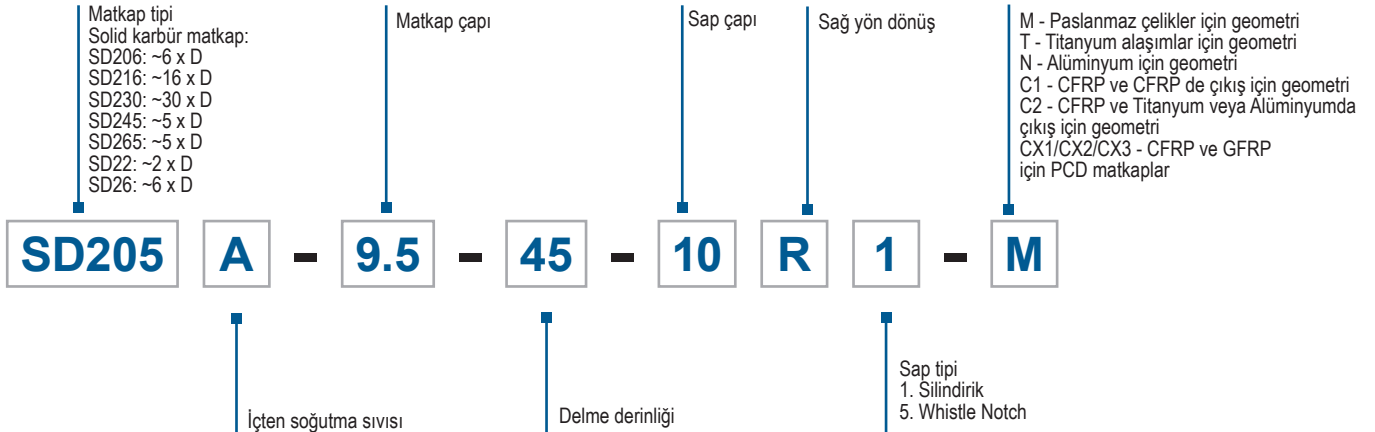 Matkap tipi
Solid karbür matkap:
SD206: ~6 x D
SD216: ~16 x D
SD230: ~30 x D
SD245: ~5 x D
SD265: ~5 x D
SD22: ~2 x D
SD26: ~6 x D
Matkap çapı
Sap çapı
Sağ yön dönüş
M - Paslanmaz çelikler için geometri
T - Titanyum alaşımlar için geometri
N - Alüminyum için geometri
C1 - CFRP ve CFRP de çıkış için geometri
C2 - CFRP ve Titanyum veya Alüminyumda
çıkış için geometri
CX1/CX2/CX3 - CFRP ve GFRP
için PCD matkaplar
SD205 A - 9.5 - 45 - 10 R 1 - M
İçten soğutma sıvısı
Delme derinliği
Sap tipi
1. Silindirik
5. Whistle Notch